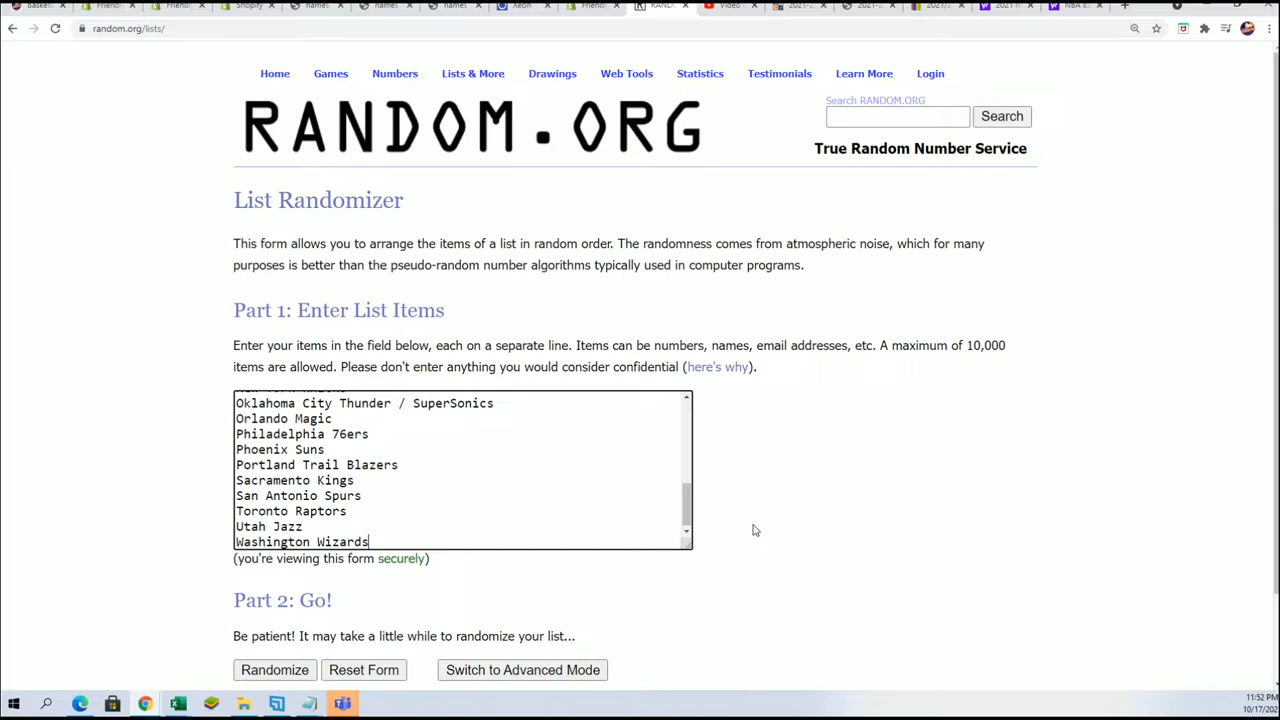 Shopify
names
names
names
Xeon
random.org/lists/
Home Games Numbers Lists & More Drawings Web Tools Statistics Testimonials Learn More Login
RANDOM.ORG
Search RANDOM.ORG
Search
True Random Number Service
List Randomizer
This form allows you to arrange the items of a list in random order. The randomness comes from atmospheric noise, which for many
purposes is better than the pseudo-random number algorithms typically used in computer programs.
Part 1: Enter List Items
Enter your items in the field below, each on a separate line. Items can be numbers, names, email addresses, etc. A maximum of 10,000
items are allowed. Please don't enter anything you would consider confidential (here's why).
Oklahoma City Thunder / SuperSonics
Orlando Magic
Philadelphia 76ers
Phoenix Suns
Portland Trail Blazers
Sacramento Kings
San Antonio Spurs
Toronto Raptors
Utah Jazz
Washington Wizards
(you're viewing this form securely)
Part 2: Go!
Be patient! It may take a little while to randomize your list...
Randomize Reset Form Switch to Advanced Mode
11:52 PM
10/17/202